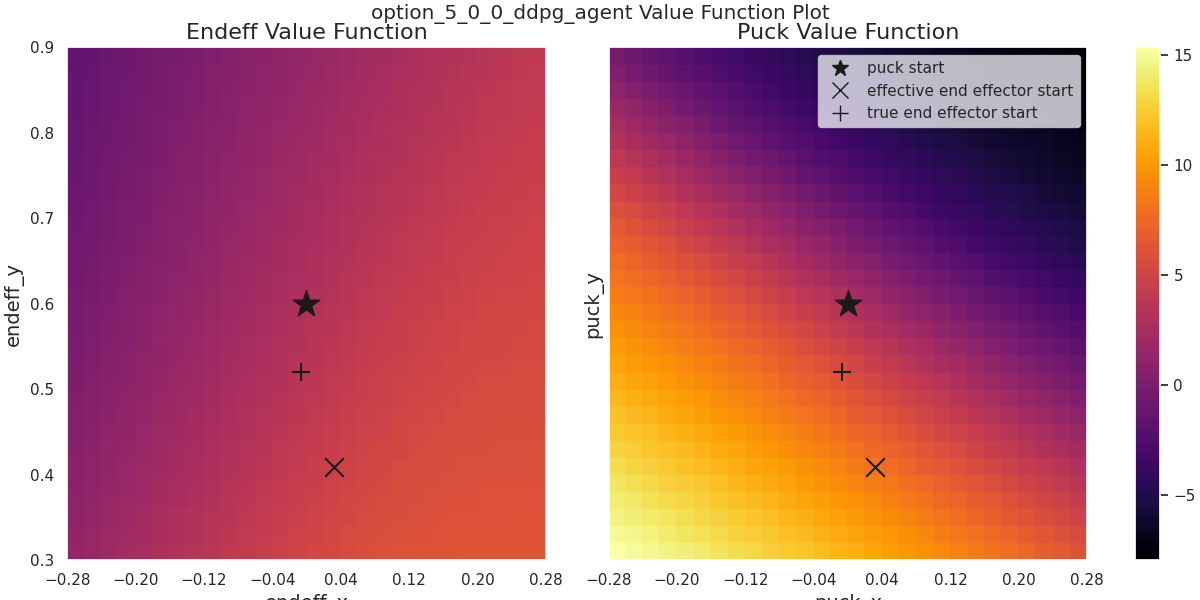 option_5_0_0_ddpg_agent Value Function Plot
Endeff Value Function
Puck Value Function
puck start
effective end effector start
true end effector start
endeff_y
0.9
0.8
0.7
0.6
0.5
0.4
0.3
−0.28 −0.20 −0.12 −0.04 0.04 0.12 0.20 0.28
endeff_x
puck_y
−0.28 −0.20 −0.12 −0.04 0.04 0.12 0.20 0.28
puck_x
15
10
5
0
−5